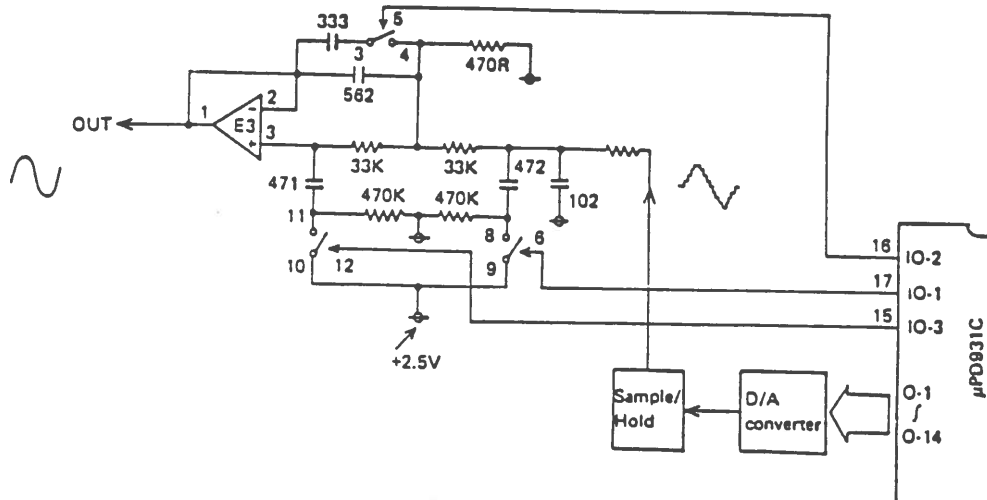 333
5
3
4
470R
562
OUT
1
2
E3
3
-
+
33K
33K
472
471
470K
470K
102
11
8
6
10
12
9
16
IO-2
17
IO-1
15
IO-3
+2.5V
μPD931C
Sample/
Hold
D/A
converter
O-1
∫
O-14